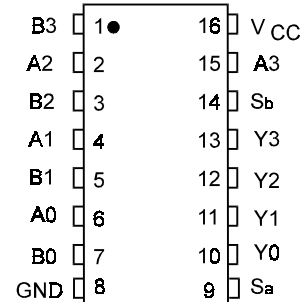 B3 1 16 V CC
A2 2 15 A3
B2 3 14 Sb
A1 4 13 Y3
B1 5 12 Y2
A0 6 11 Y1
B0 7 10 Y0
GND 8 9 Sa